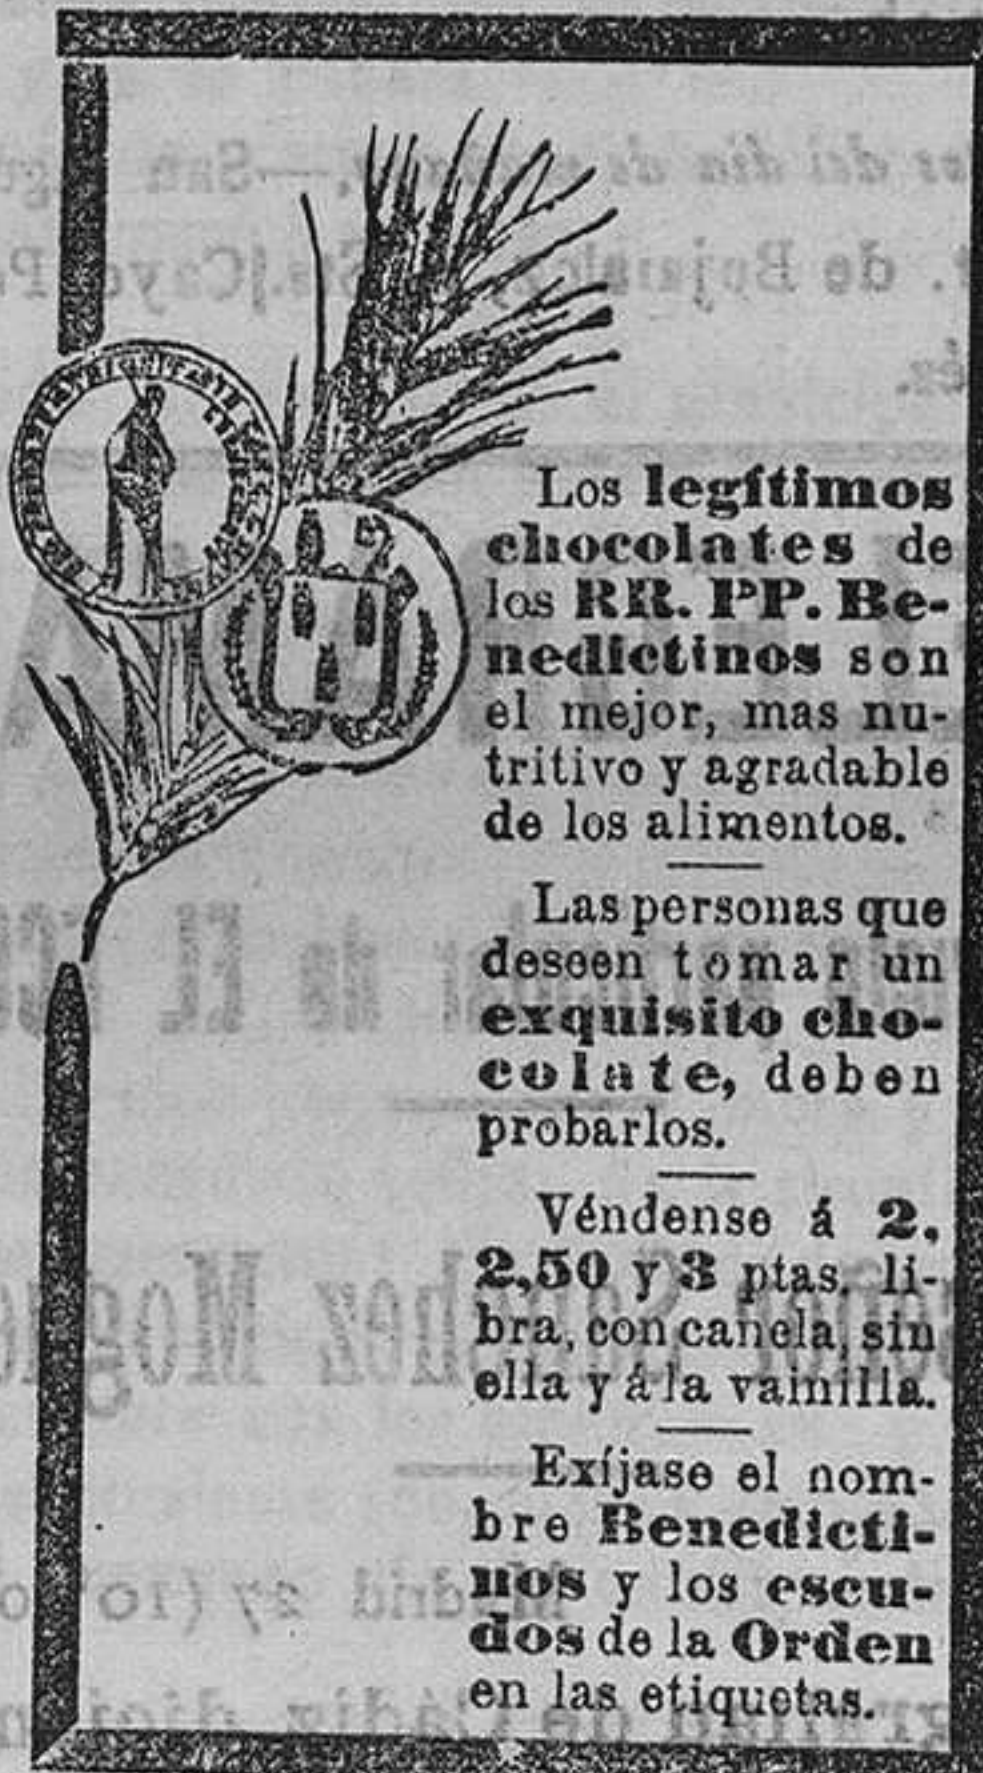 Los legítimos
chocolates de
los RR. PP. Be-
nedictinos son
el mejor, mas nu-
tritivo y agradable
de los alimentos.
Las personas que
deseen tomar un
exquisito cho-
colate, deben
probarlos.
Véndense á 2,
2,50 y 3 ptas. li-
bra, con canela, sin
ella y á la vainilla.
Exíjase el nom-
bre Benedicti-
nos y los escu-
dos de la Orden
en las etiquetas.